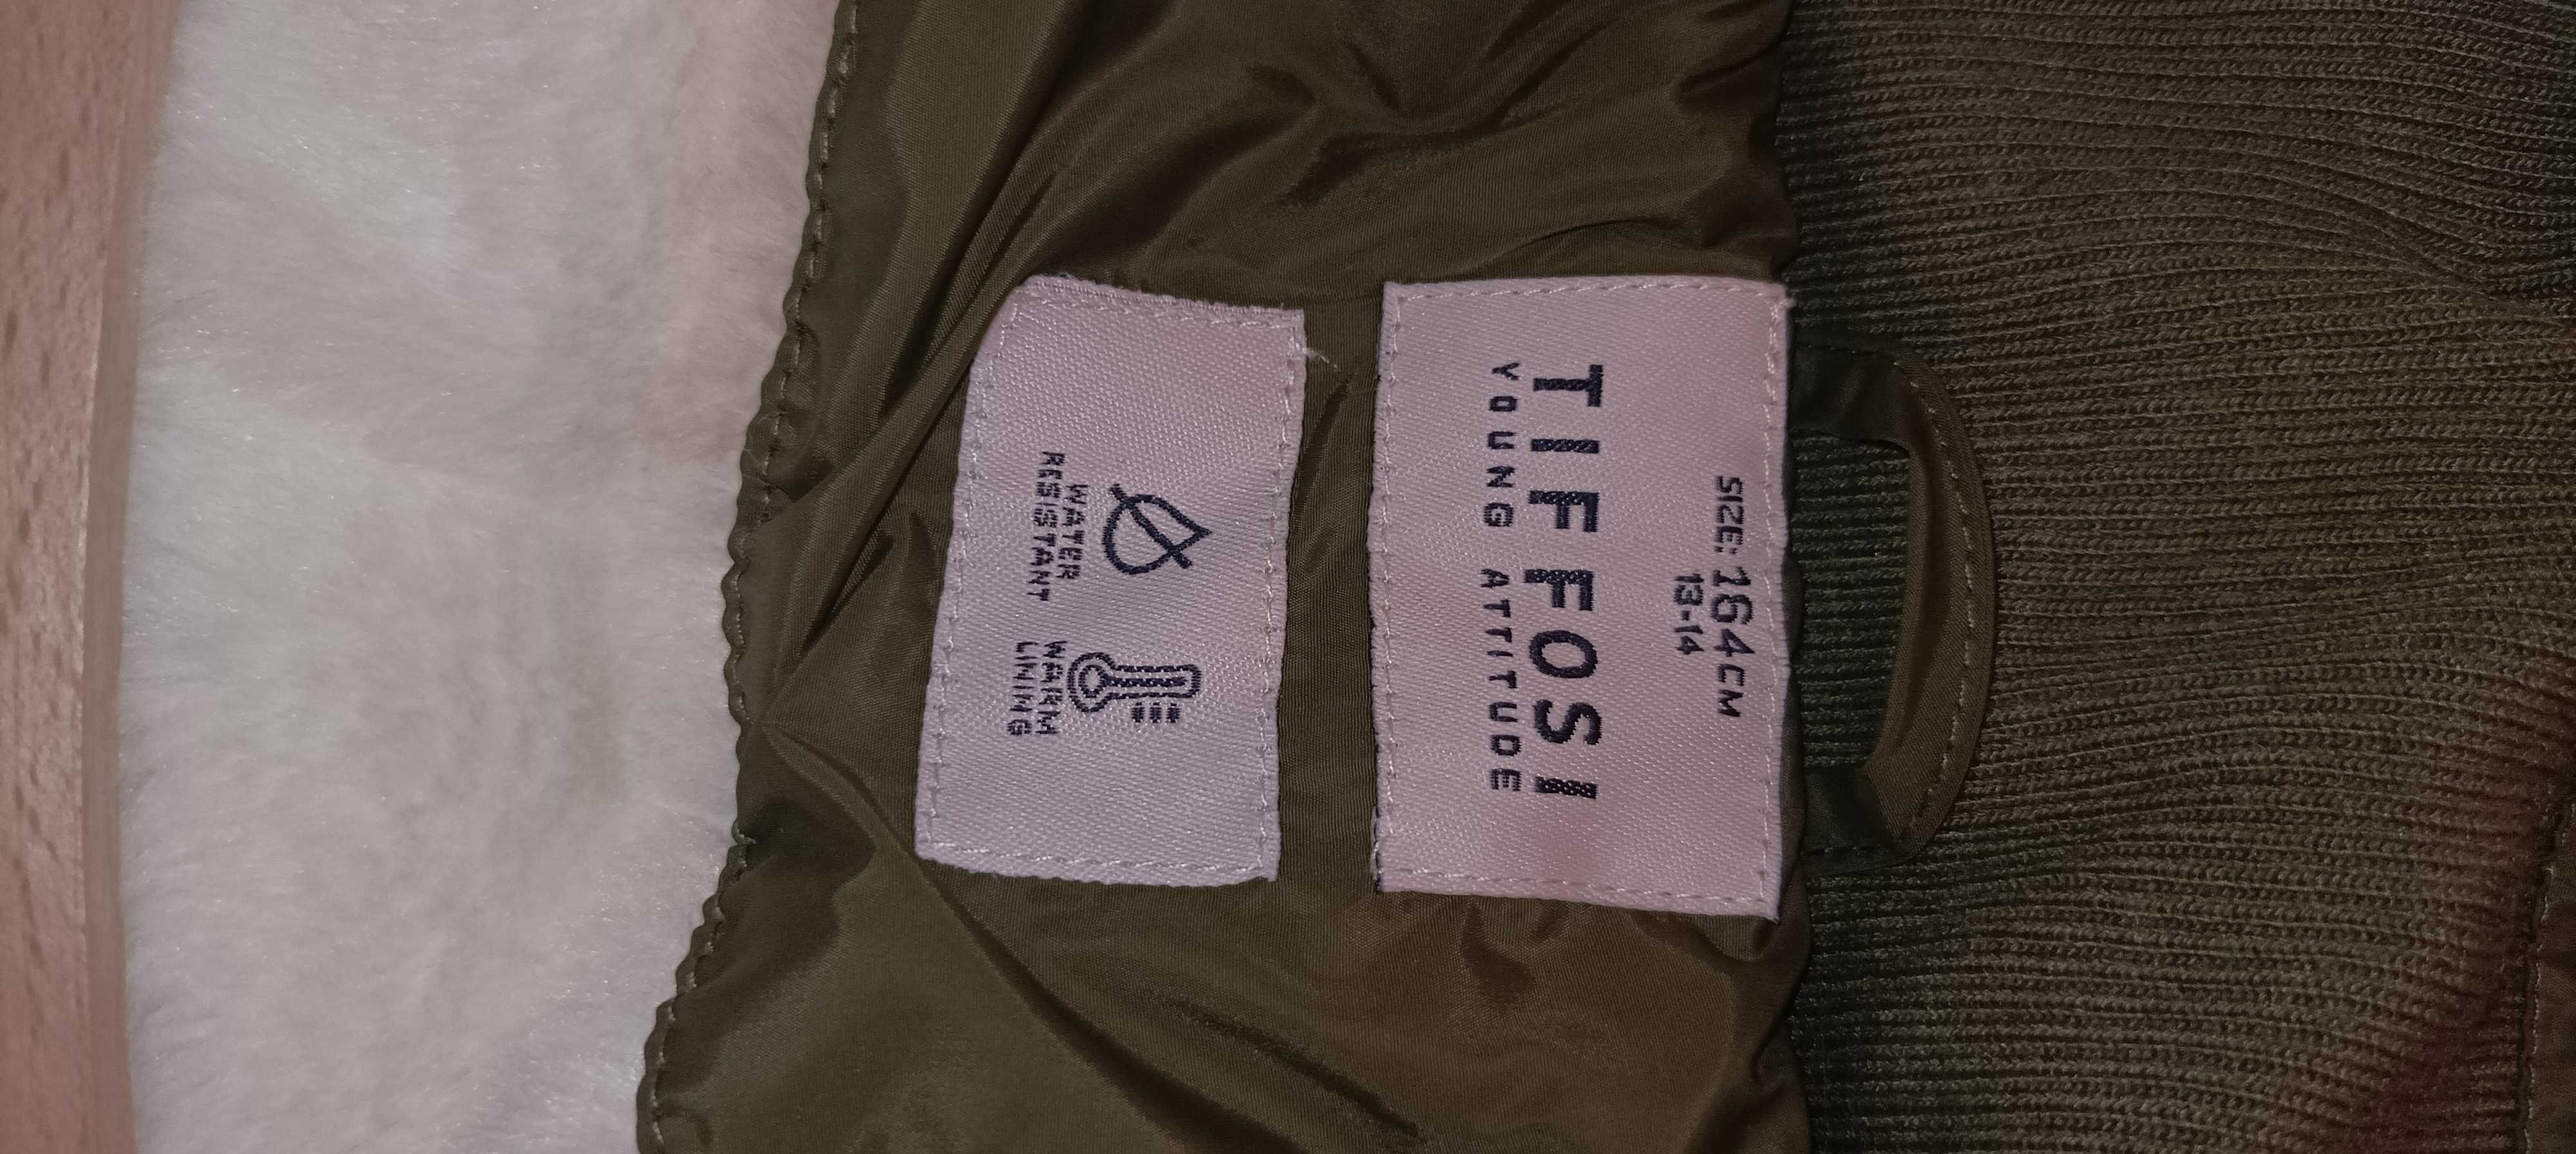 SIZE: 164CM
13-14
TIFFOSI
YOUNG ATTITUDE
WATER
RESISTANT
WARM
LINING